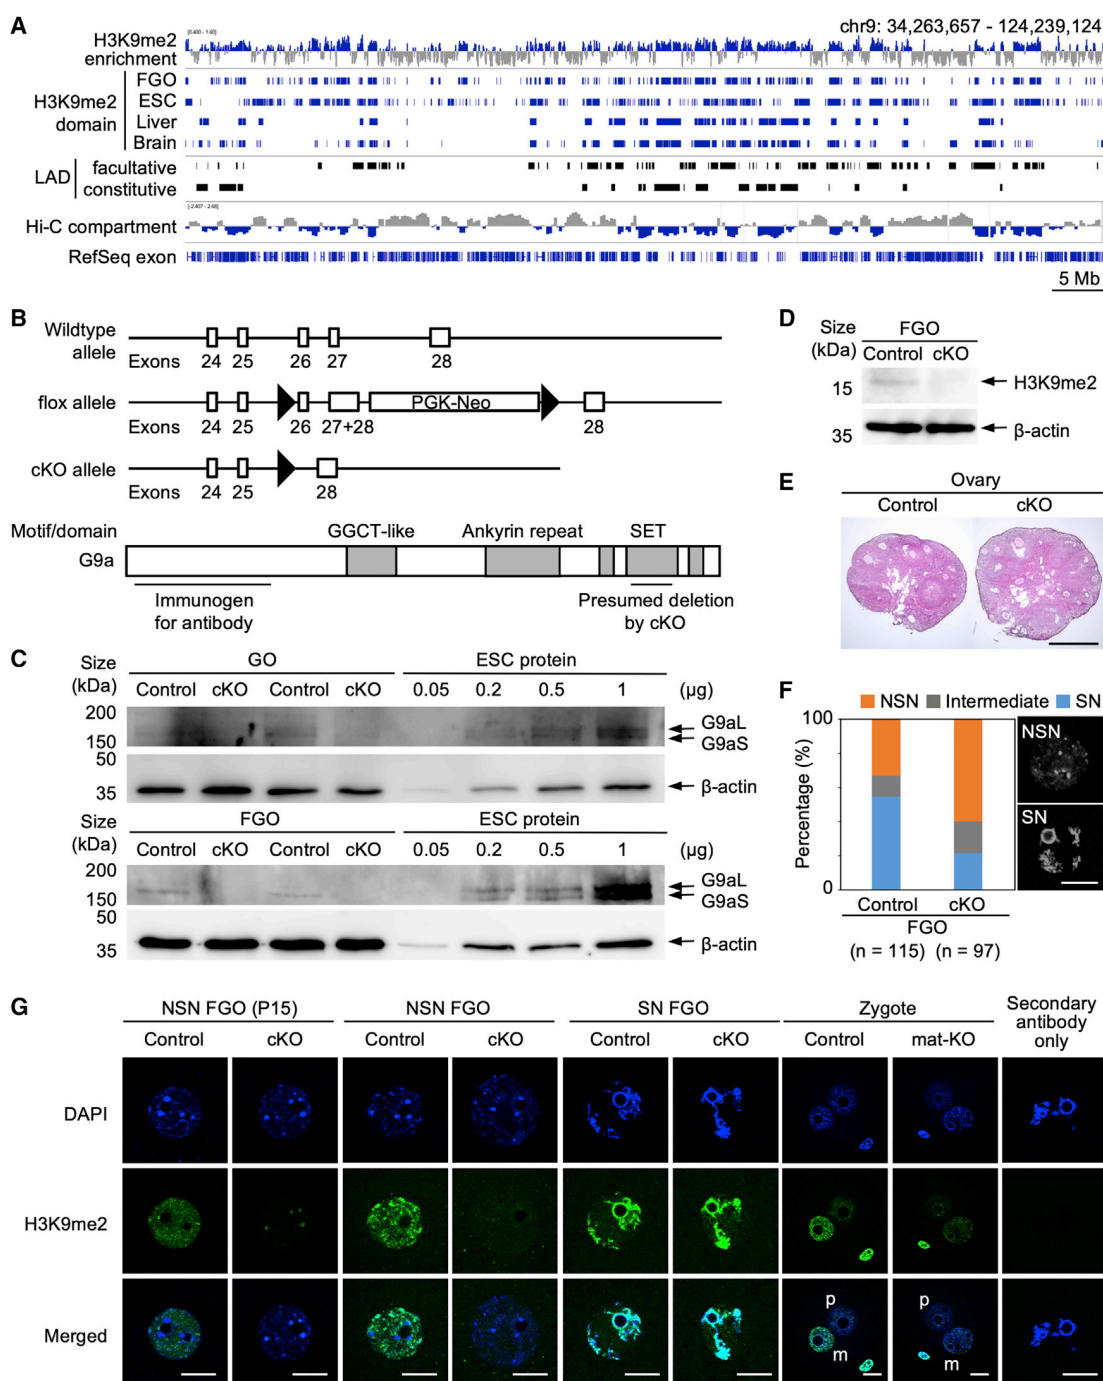 A
chr9: 34,263,657 - 124,239,124
[0.400 - 1.60]
H3K9me2
enrichment
H3K9me2
domain
FGO
ESC
Liver
Brain
LAD
facultative
constitutive
[-2.407 - 2.68]
Hi-C compartment
RefSeq exon
5 Mb
B
Wildtype
allele
Exons 24 25 26 27 28
flox allele
PGK-Neo
Exons 24 25 26 27+28 28
cKO allele
Exons 24 25 28
Motif/domain
G9a
GGCT-like Ankyrin repeat SET
Immunogen
for antibody
Presumed deletion
by cKO
C
Size
(kDa)
GO ESC protein
Control cKO Control cKO 0.05 0.2 0.5 1 (μg)
200
150
G9aL
G9aS
50
35
β-actin
Size
(kDa)
FGO ESC protein
Control cKO Control cKO 0.05 0.2 0.5 1 (μg)
200
150
G9aL
G9aS
50
35
β-actin
D
Size
(kDa)
FGO
Control cKO
15
H3K9me2
35
β-actin
E
Ovary
Control cKO
F
NSN Intermediate SN
Percentage (%)
100
0
Control cKO
FGO
(n = 115) (n = 97)
NSN
SN
G
NSN FGO (P15) NSN FGO SN FGO Zygote Secondary
antibody
only
Control cKO Control cKO Control cKO Control mat-KO
DAPI
H3K9me2
Merged
p
m
p
m